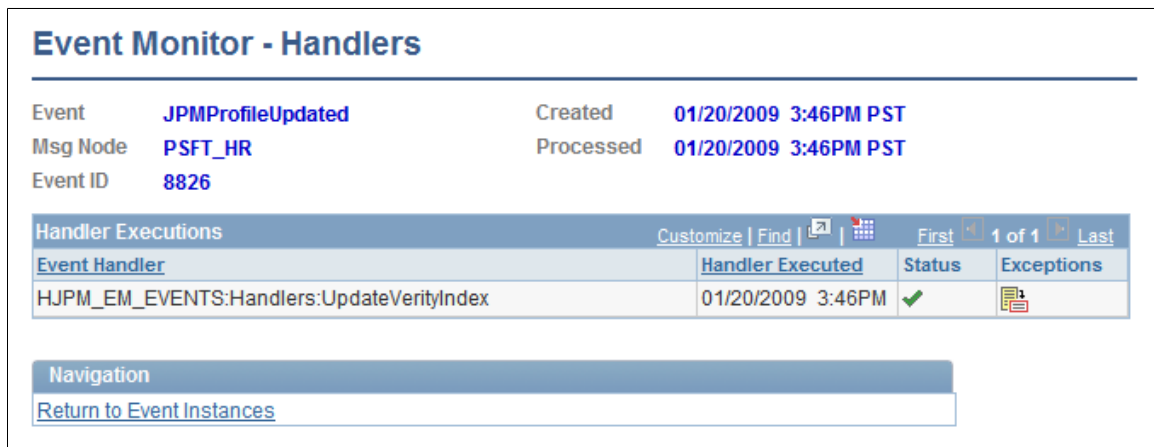 Event Monitor - Handlers
Event JPMProfileUpdated Created 01/20/2009 3:46PM PST
Msg Node PSFT_HR Processed 01/20/2009 3:46PM PST
Event ID 8826
Handler Executions Customize | Find | | First 1 of 1 Last
Event Handler Handler Executed Status Exceptions
HJPM_EM_EVENTS:Handlers:UpdateVerityIndex 01/20/2009 3:46PM
Navigation
Return to Event Instances